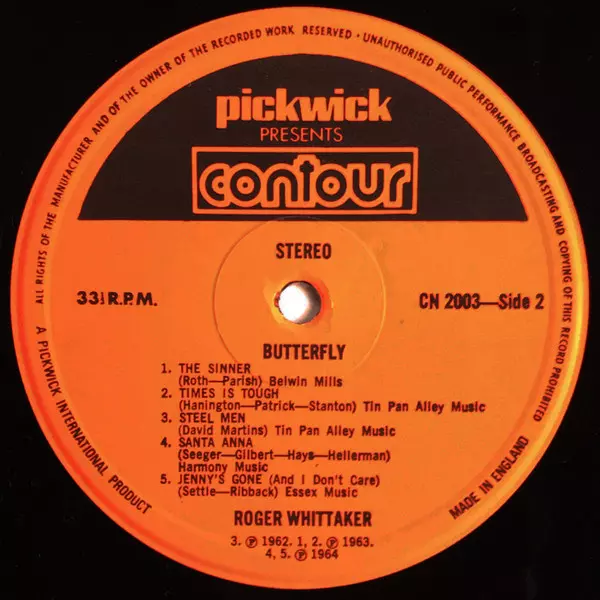 ALL RIGHTS OF THE MANUFACTURER AND OF THE OWNER OF THE RECORDED WORK RESERVED · UNAUTHORISED PUBLIC PERFORMANCE BROADCASTING AND COPYING OF THIS RECORD PROHIBITED
pickwick
PRESENTS
contour
STEREO
33⅓ R.P.M.
CN 2003—Side 2
BUTTERFLY
1. THE SINNER
(Roth—Parish) Belwin Mills
2. TIMES IS TOUGH
(Hanington—Patrick—Stanton) Tin Pan Alley Music
3. STEEL MEN
(David Martins) Tin Pan Alley Music
4. SANTA ANNA
(Seeger—Gilbert—Hays—Hellerman)
Harmony Music
5. JENNY'S GONE (And I Don't Care)
(Settle—Ribback) Essex Music
ROGER WHITTAKER
3. ℗ 1962. 1, 2. ℗ 1963.
4, 5. ℗ 1964
A PICKWICK INTERNATIONAL PRODUCT
MADE IN ENGLAND